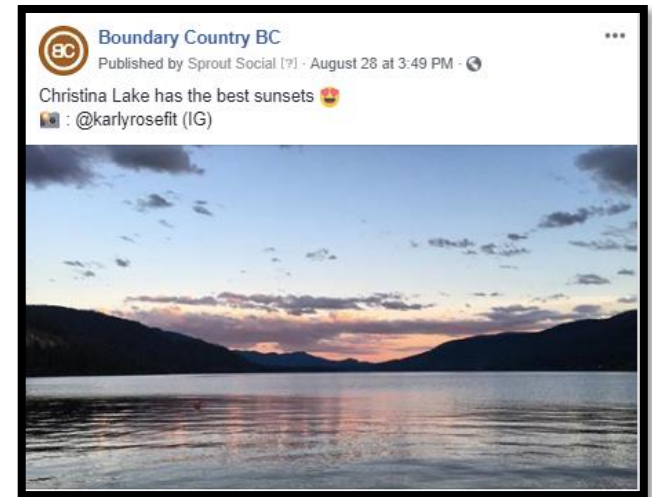 BC
Boundary Country BC
•••
Published by Sprout Social [?] · August 28 at 3:49 PM ·
Christina Lake has the best sunsets 😍
📸 : @karlyrosefit (IG)